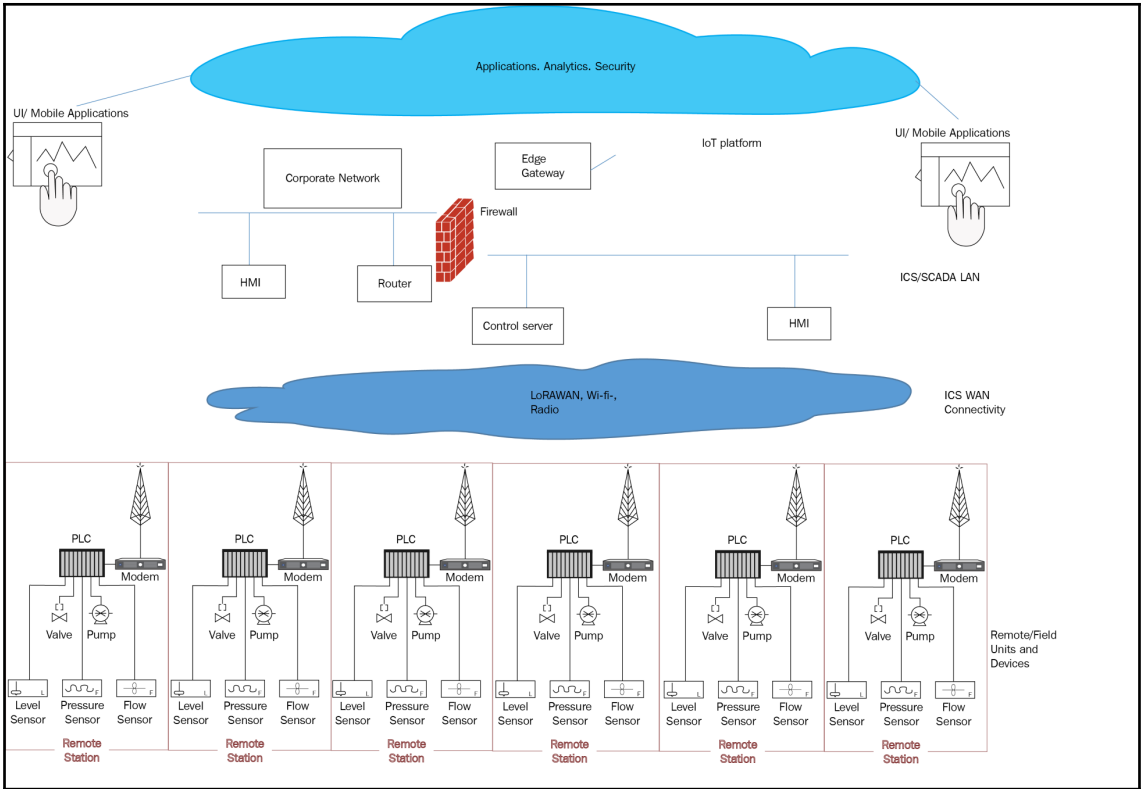 Applications. Analytics. Security
UI/ Mobile Applications
UI/ Mobile Applications
IoT platform
Edge
Gateway
Corporate Network
Firewall
HMI
Router
ICS/SCADA LAN
Control server
HMI
LoRAWAN, Wi-fi-,
Radio
ICS WAN
Connectivity
PLC
Modem
Valve
Pump
L
F
F
Level
Sensor
Pressure
Sensor
Flow
Sensor
Remote
Station
PLC
Modem
Valve
Pump
L
F
F
Level
Sensor
Pressure
Sensor
Flow
Sensor
Remote
Station
PLC
Modem
Valve
Pump
L
F
F
Level
Sensor
Pressure
Sensor
Flow
Sensor
Remote
Station
PLC
Modem
Valve
Pump
L
F
F
Level
Sensor
Pressure
Sensor
Flow
Sensor
Remote
Station
PLC
Modem
Valve
Pump
L
F
F
Level
Sensor
Pressure
Sensor
Flow
Sensor
Remote
Station
PLC
Modem
Valve
Pump
L
F
F
Level
Sensor
Pressure
Sensor
Flow
Sensor
Remote
Station
Remote/Field
Units and
Devices